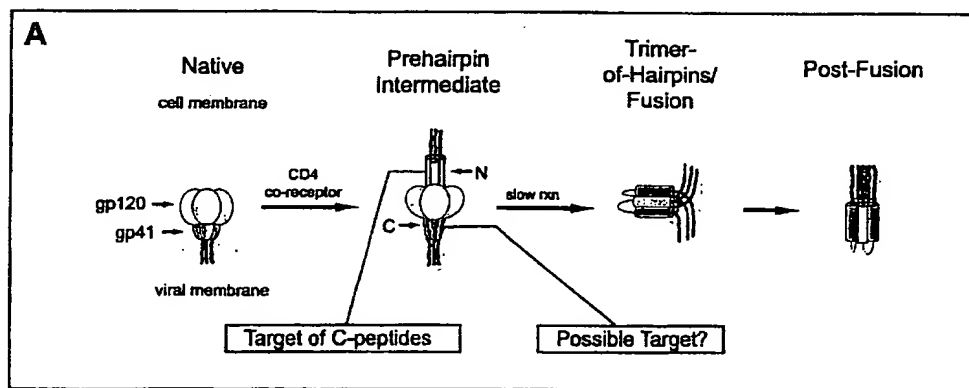 A
Native
cell membrane
Prehairpin
Intermediate
Trimer-
of-Hairpins/
Fusion
Post-Fusion
CD4
co-receptor
N
slow rxn
gp120
gp41
C
viral membrane
Target of C-peptides
Possible Target?